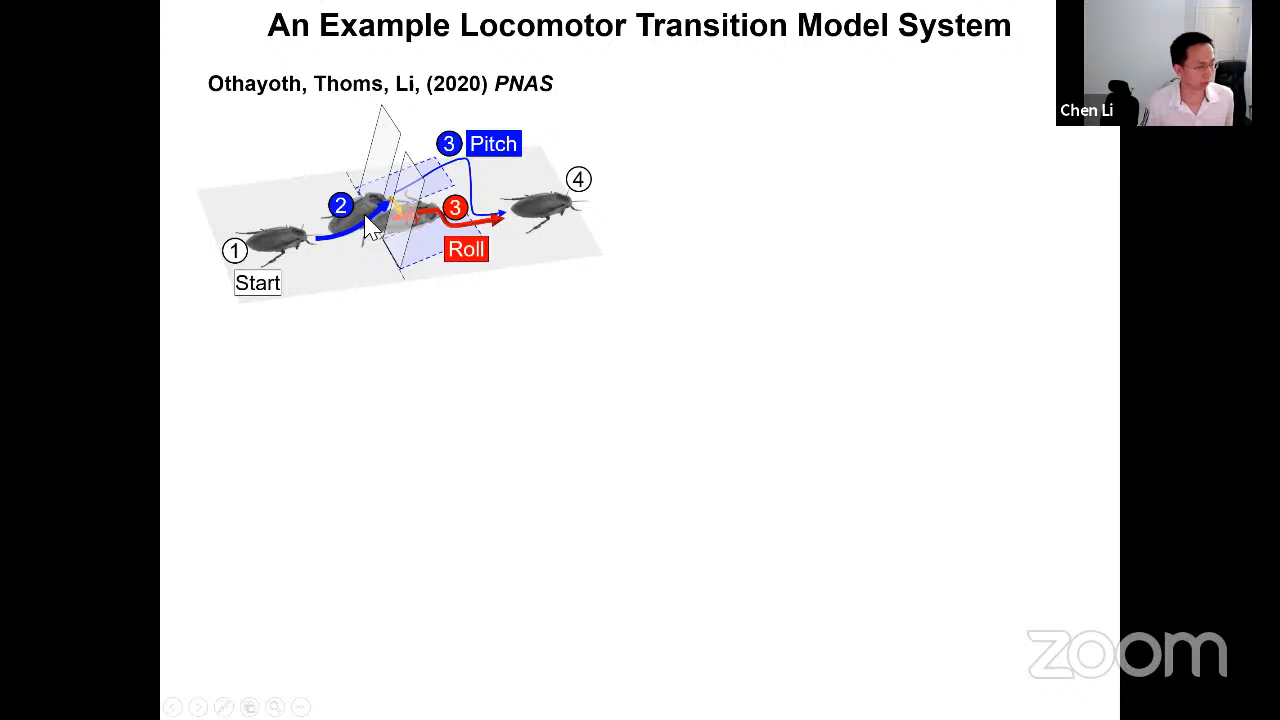 An Example Locomotor Transition Model System
Othayoth, Thoms, Li, (2020) PNAS
Chen Li
3 Pitch
4
2
3
1
Roll
Start
zoom